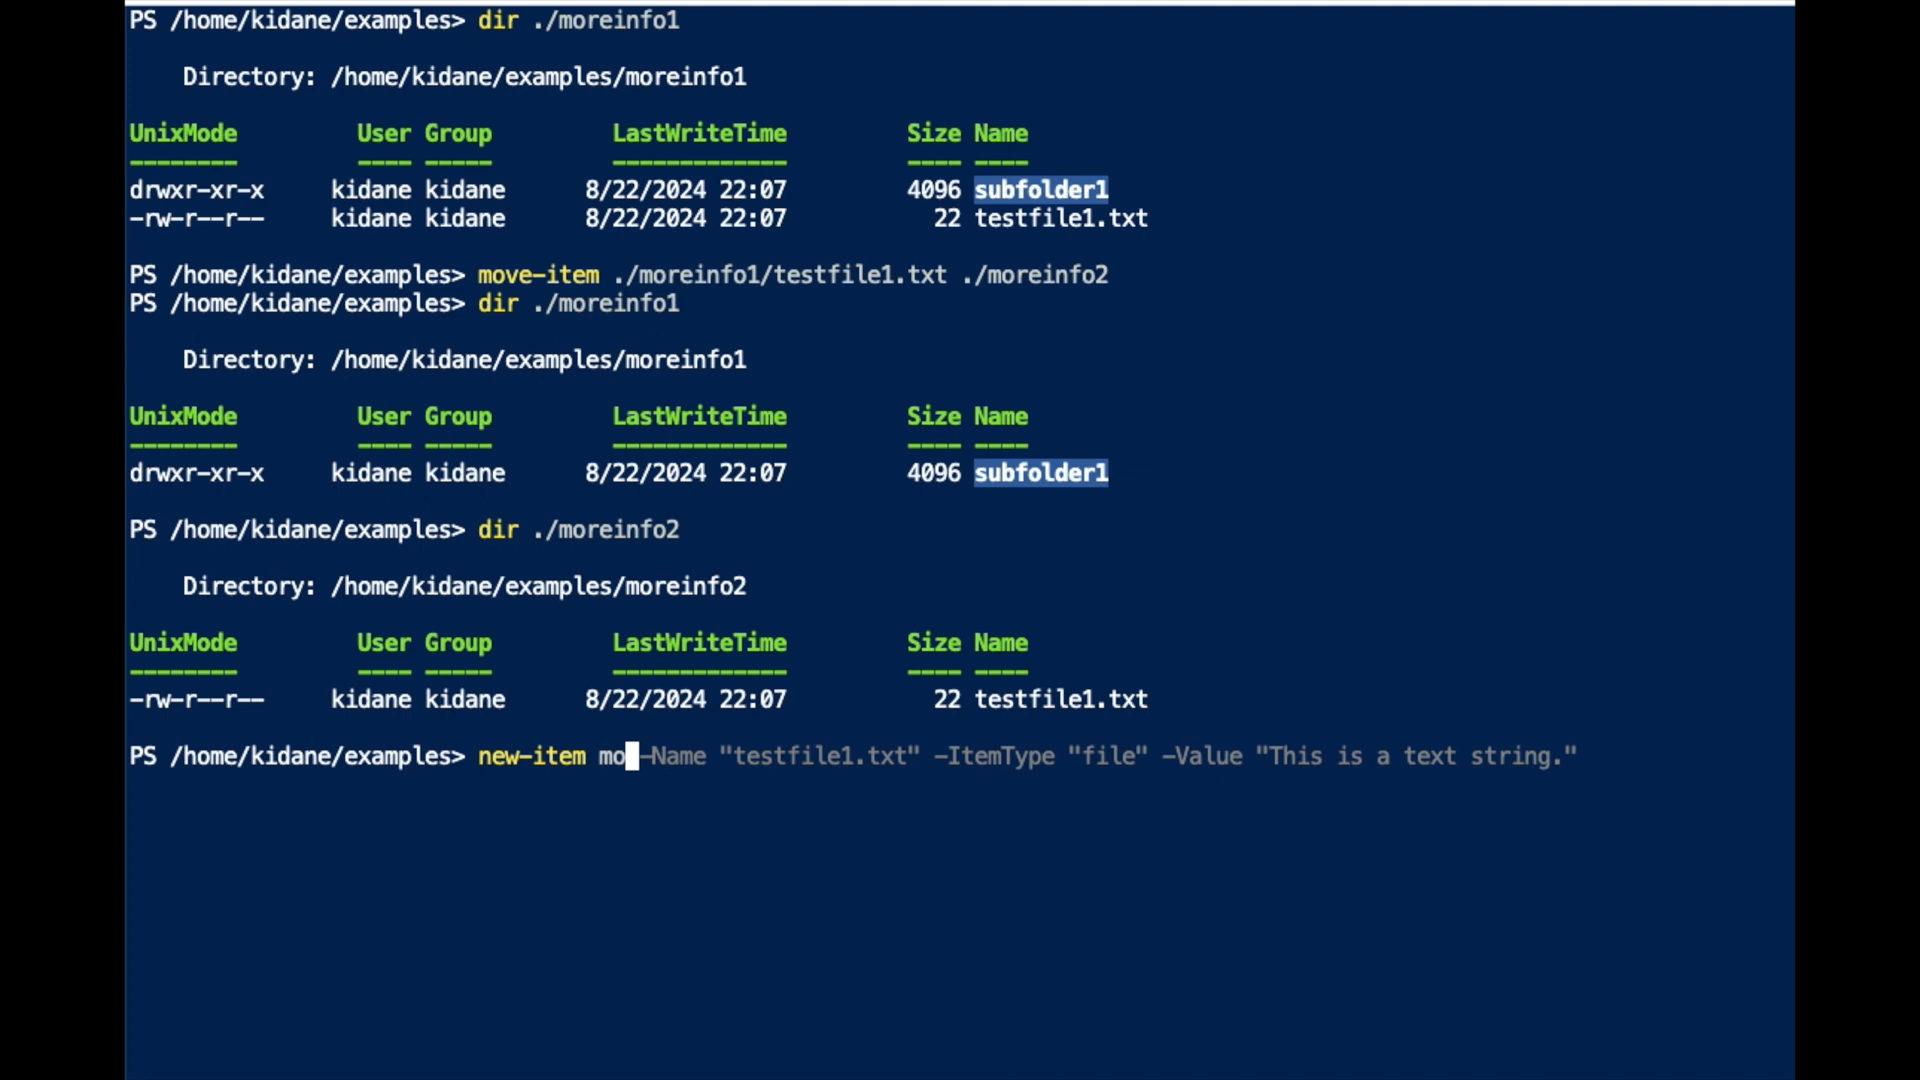 PS /home/kidane/examples> dir ./moreinfo1
Directory: /home/kidane/examples/moreinfo1
UnixMode User Group LastWriteTime Size Name
-------- ---- ----- ------------- ---- ----
drwxr-xr-x kidane kidane 8/22/2024 22:07 4096 subfolder1
-rw-r--r-- kidane kidane 8/22/2024 22:07 22 testfile1.txt
PS /home/kidane/examples> move-item ./moreinfo1/testfile1.txt ./moreinfo2
PS /home/kidane/examples> dir ./moreinfo1
Directory: /home/kidane/examples/moreinfo1
UnixMode User Group LastWriteTime Size Name
-------- ---- ----- ------------- ---- ----
drwxr-xr-x kidane kidane 8/22/2024 22:07 4096 subfolder1
PS /home/kidane/examples> dir ./moreinfo2
Directory: /home/kidane/examples/moreinfo2
UnixMode User Group LastWriteTime Size Name
-------- ---- ----- ------------- ---- ----
-rw-r--r-- kidane kidane 8/22/2024 22:07 22 testfile1.txt
PS /home/kidane/examples> new-item mo -Name "testfile1.txt" -ItemType "file" -Value "This is a text string."